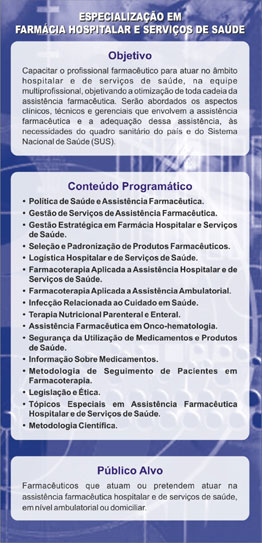 ESPECIALIZAÇÃO EM
FARMÁCIA HOSPITALAR E SERVIÇOS DE SAUDE
Objetivo
Capacitar o profissional farmacêutico para atuar no âmbito
hospitalar e de serviços de saúde, na equipe
multiprofissional, objetivando a otimização de toda cadeia da
assistência farmacêutica. Serão abordados os aspectos
clínicos, técnicos e gerenciais que envolvem a assistência
farmacêutica e a adequação dessa assistência, às
necessidades do quadro sanitário do país e do Sistema
Nacional de Saúde (SUS).
Conteúdo Programático
• Política de Saúde e Assistência Farmacêutica.
• Gestão de Serviços de Assistência Farmacêutica.
• Gestão Estratégica em Farmácia Hospitalar e Serviços
de Saúde.
• Seleção e Padronização de Produtos Farmacêuticos.
• Logística Hospitalar e de Serviços de Saúde.
• Farmacoterapia Aplicada a Assistência Hospitalar e de
Serviços de Saúde.
• Farmacoterapia Aplicada a Assistência Ambulatorial.
• Infecção Relacionada ao Cuidado em Saúde.
• Terapia Nutricional Parenteral e Enteral.
• Assistência Farmacêutica em Onco-hematologia.
• Segurança da Utilização de Medicamentos e Produtos
de Saúde.
• Informação Sobre Medicamentos.
• Metodologia de Seguimento de Pacientes em
Farmacoterapia.
• Legislação e Ética.
• Tópicos Especiais em Assistência Farmacêutica
Hospitalar e de Serviços de Saúde.
• Metodologia Científica.
Público Alvo
Farmacêuticos que atuam ou pretendem atuar na
assistência farmacêutica hospitalar e de serviços de saúde,
em nível ambulatorial ou domiciliar.